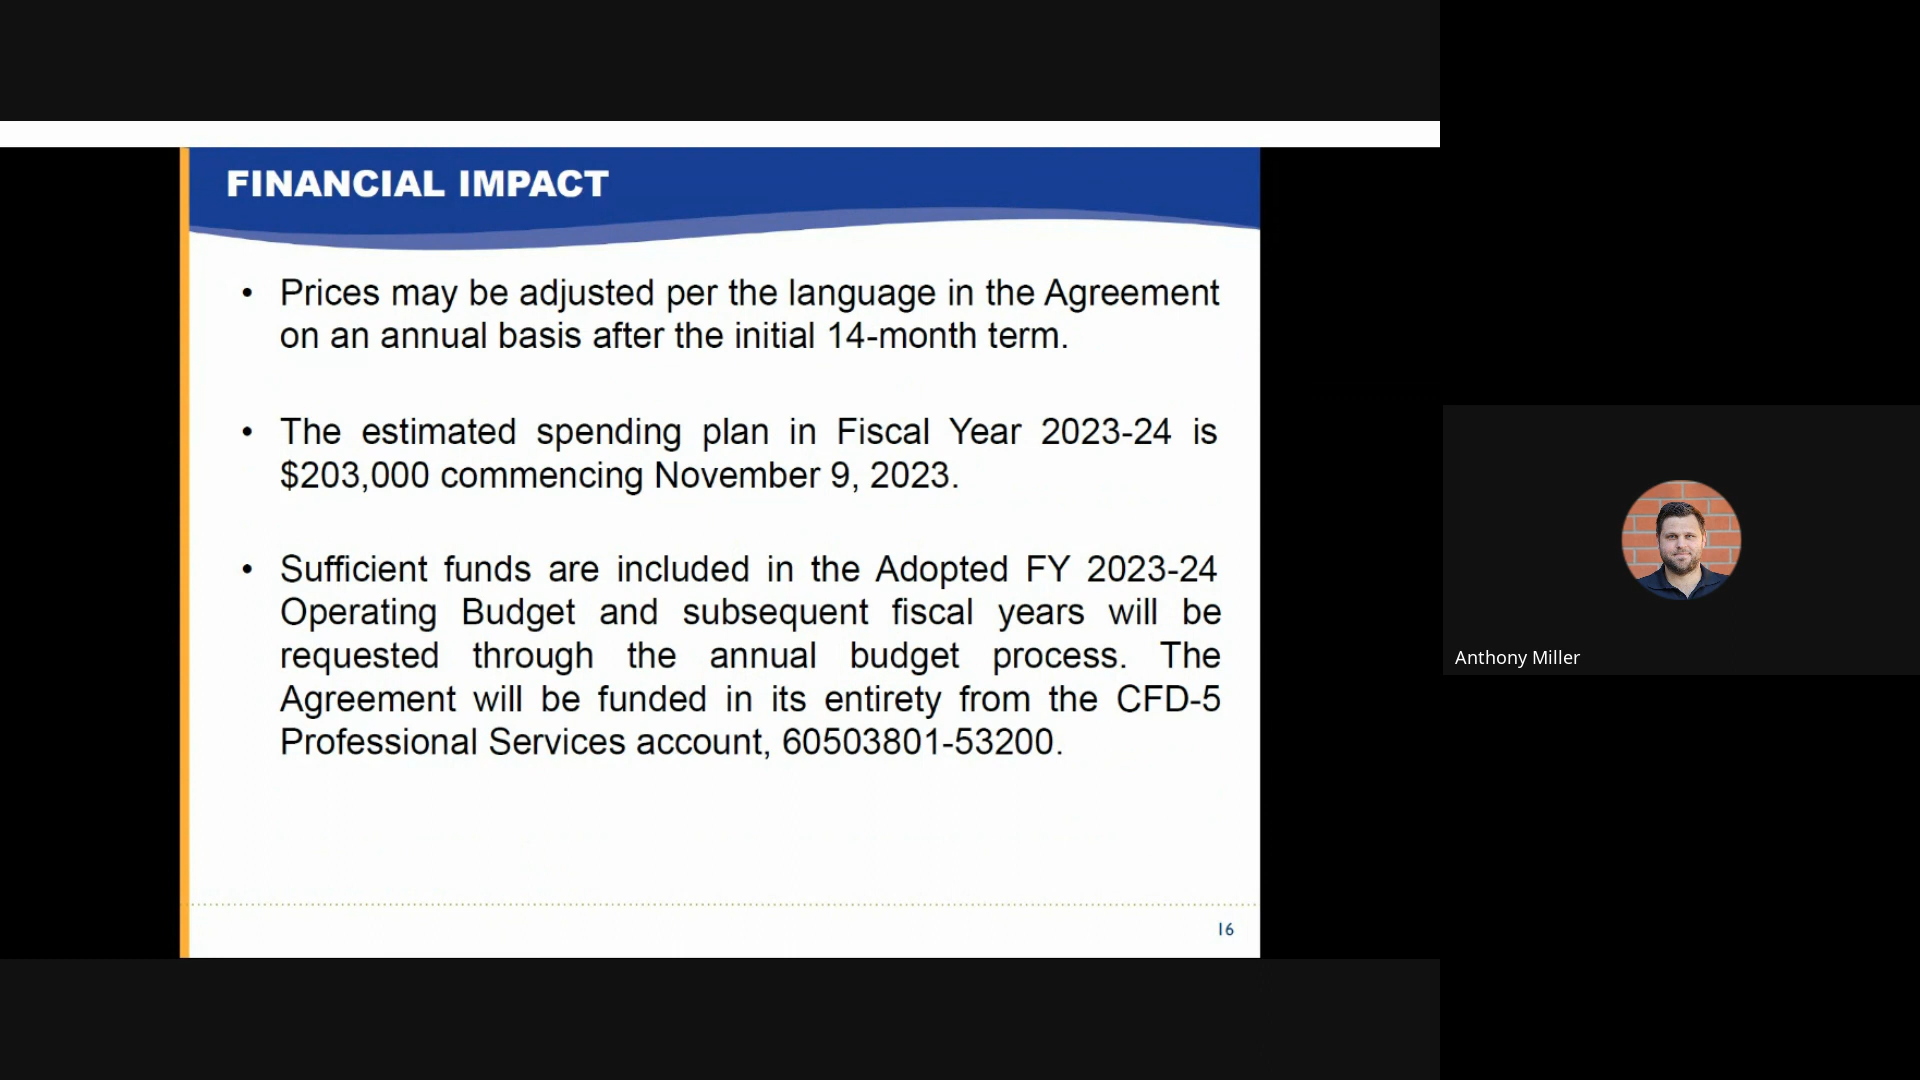 FINANCIAL IMPACT
• Prices may be adjusted per the language in the Agreement
on an annual basis after the initial 14-month term.
• The estimated spending plan in Fiscal Year 2023-24 is
$203,000 commencing November 9, 2023.
• Sufficient funds are included in the Adopted FY 2023-24
Operating Budget and subsequent fiscal years will be
requested through the annual budget process. The
Agreement will be funded in its entirety from the CFD-5
Professional Services account, 60503801-53200.
16
Anthony Miller